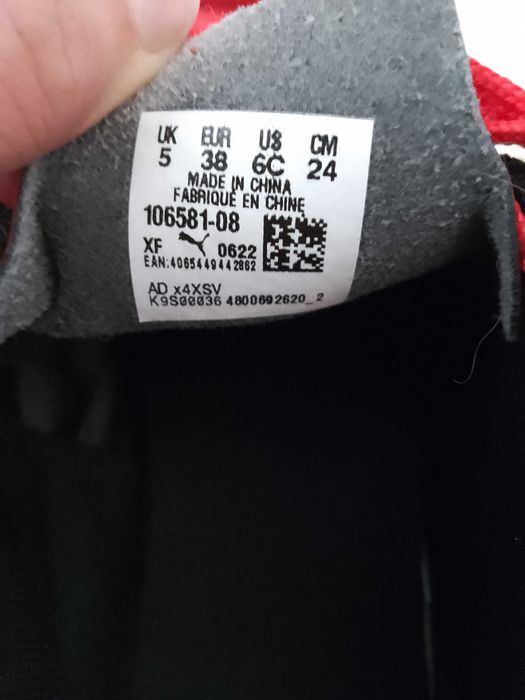 UK EUR US CM
5 38 6C 24
MADE IN CHINA
FABRIQUÉ EN CHINE
106581-08
XF 0622
EAN:4065449442862
AD x4XSV
K9S00036 4800692620_2